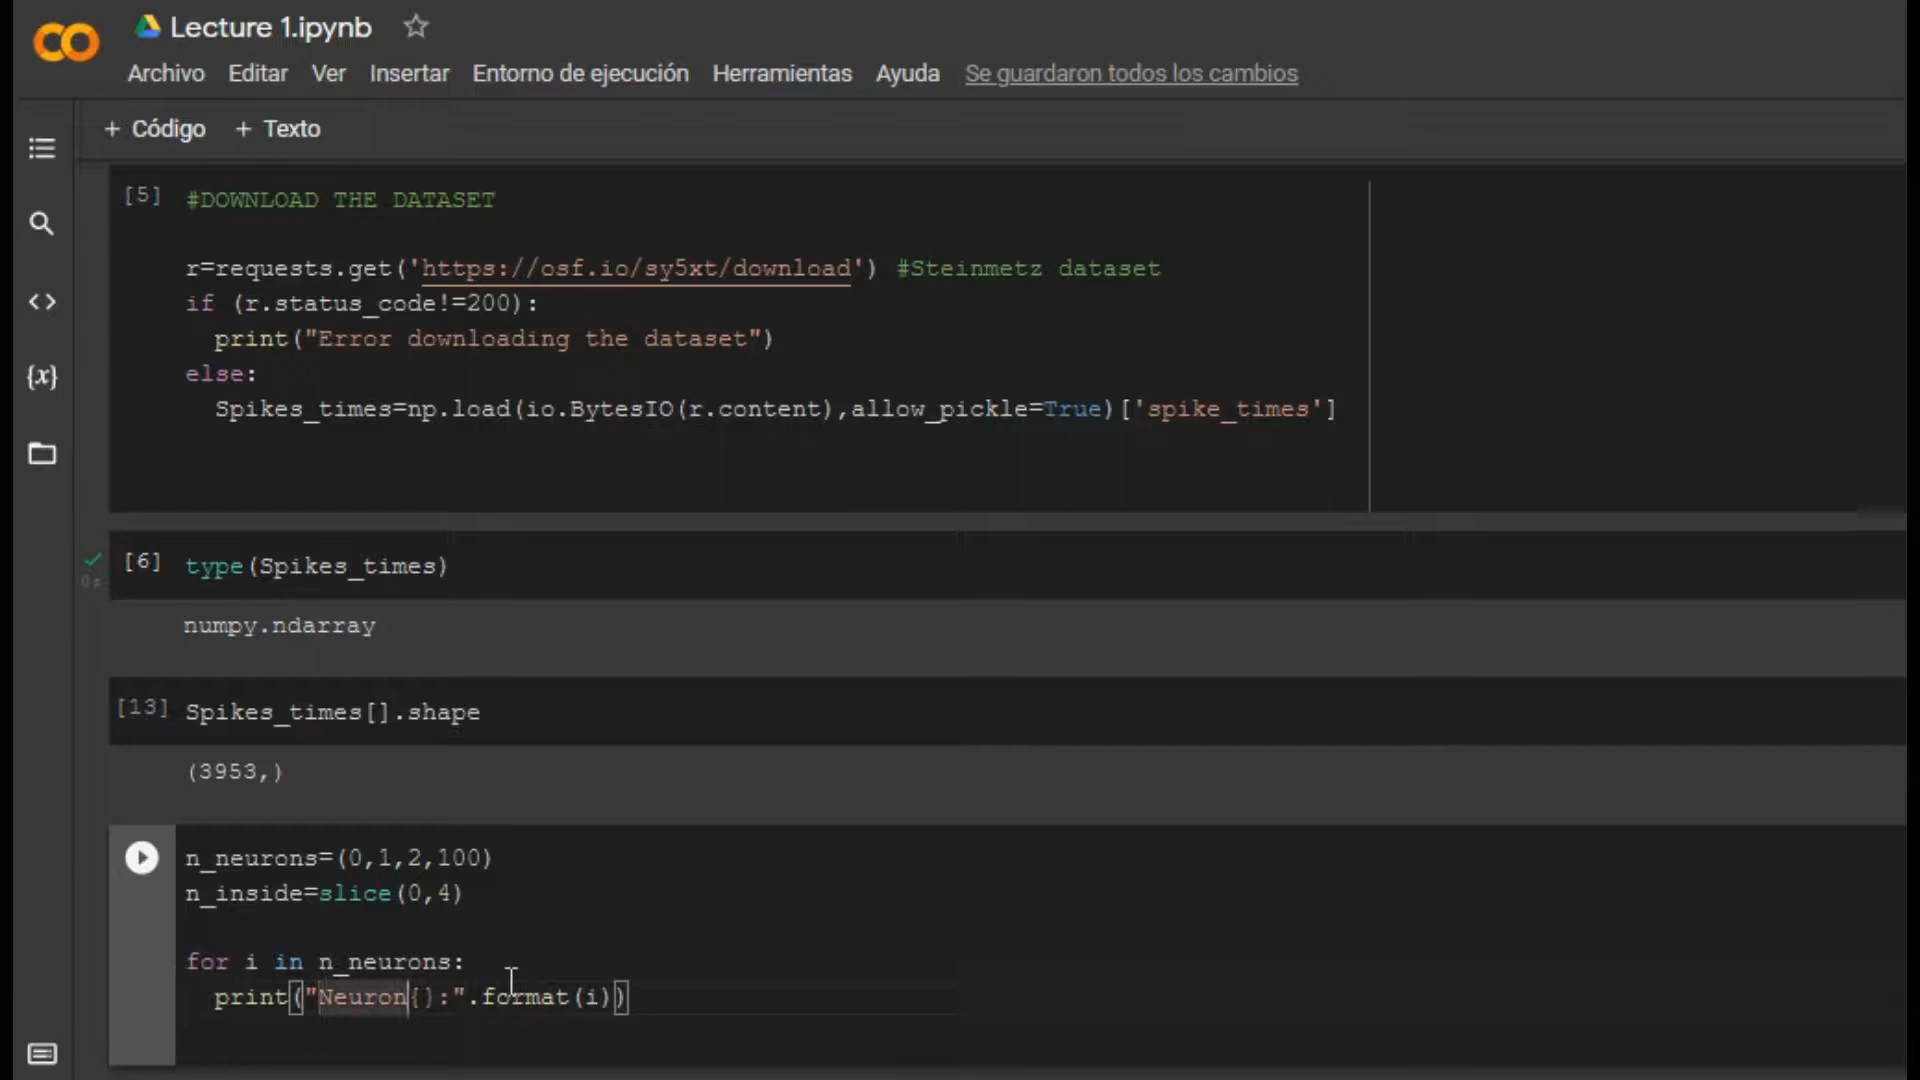 Lecture 1.ipynb
Archivo Editar Ver Insertar Entorno de ejecución Herramientas Ayuda Se guardaron todos los cambios
+ Código + Texto
[5] #DOWNLOAD THE DATASET
r=requests.get('https://osf.io/sy5xt/download') #Steinmetz dataset
if (r.status_code!=200):
print("Error downloading the dataset")
else:
Spikes_times=np.load(io.BytesIO(r.content),allow_pickle=True)['spike_times']
[6] type(Spikes_times)
0s
numpy.ndarray
[13] Spikes_times[].shape
(3953,)
n_neurons=(0,1,2,100)
n_inside=slice(0,4)
for i in n_neurons:
print("Neuron{}:".format(i))